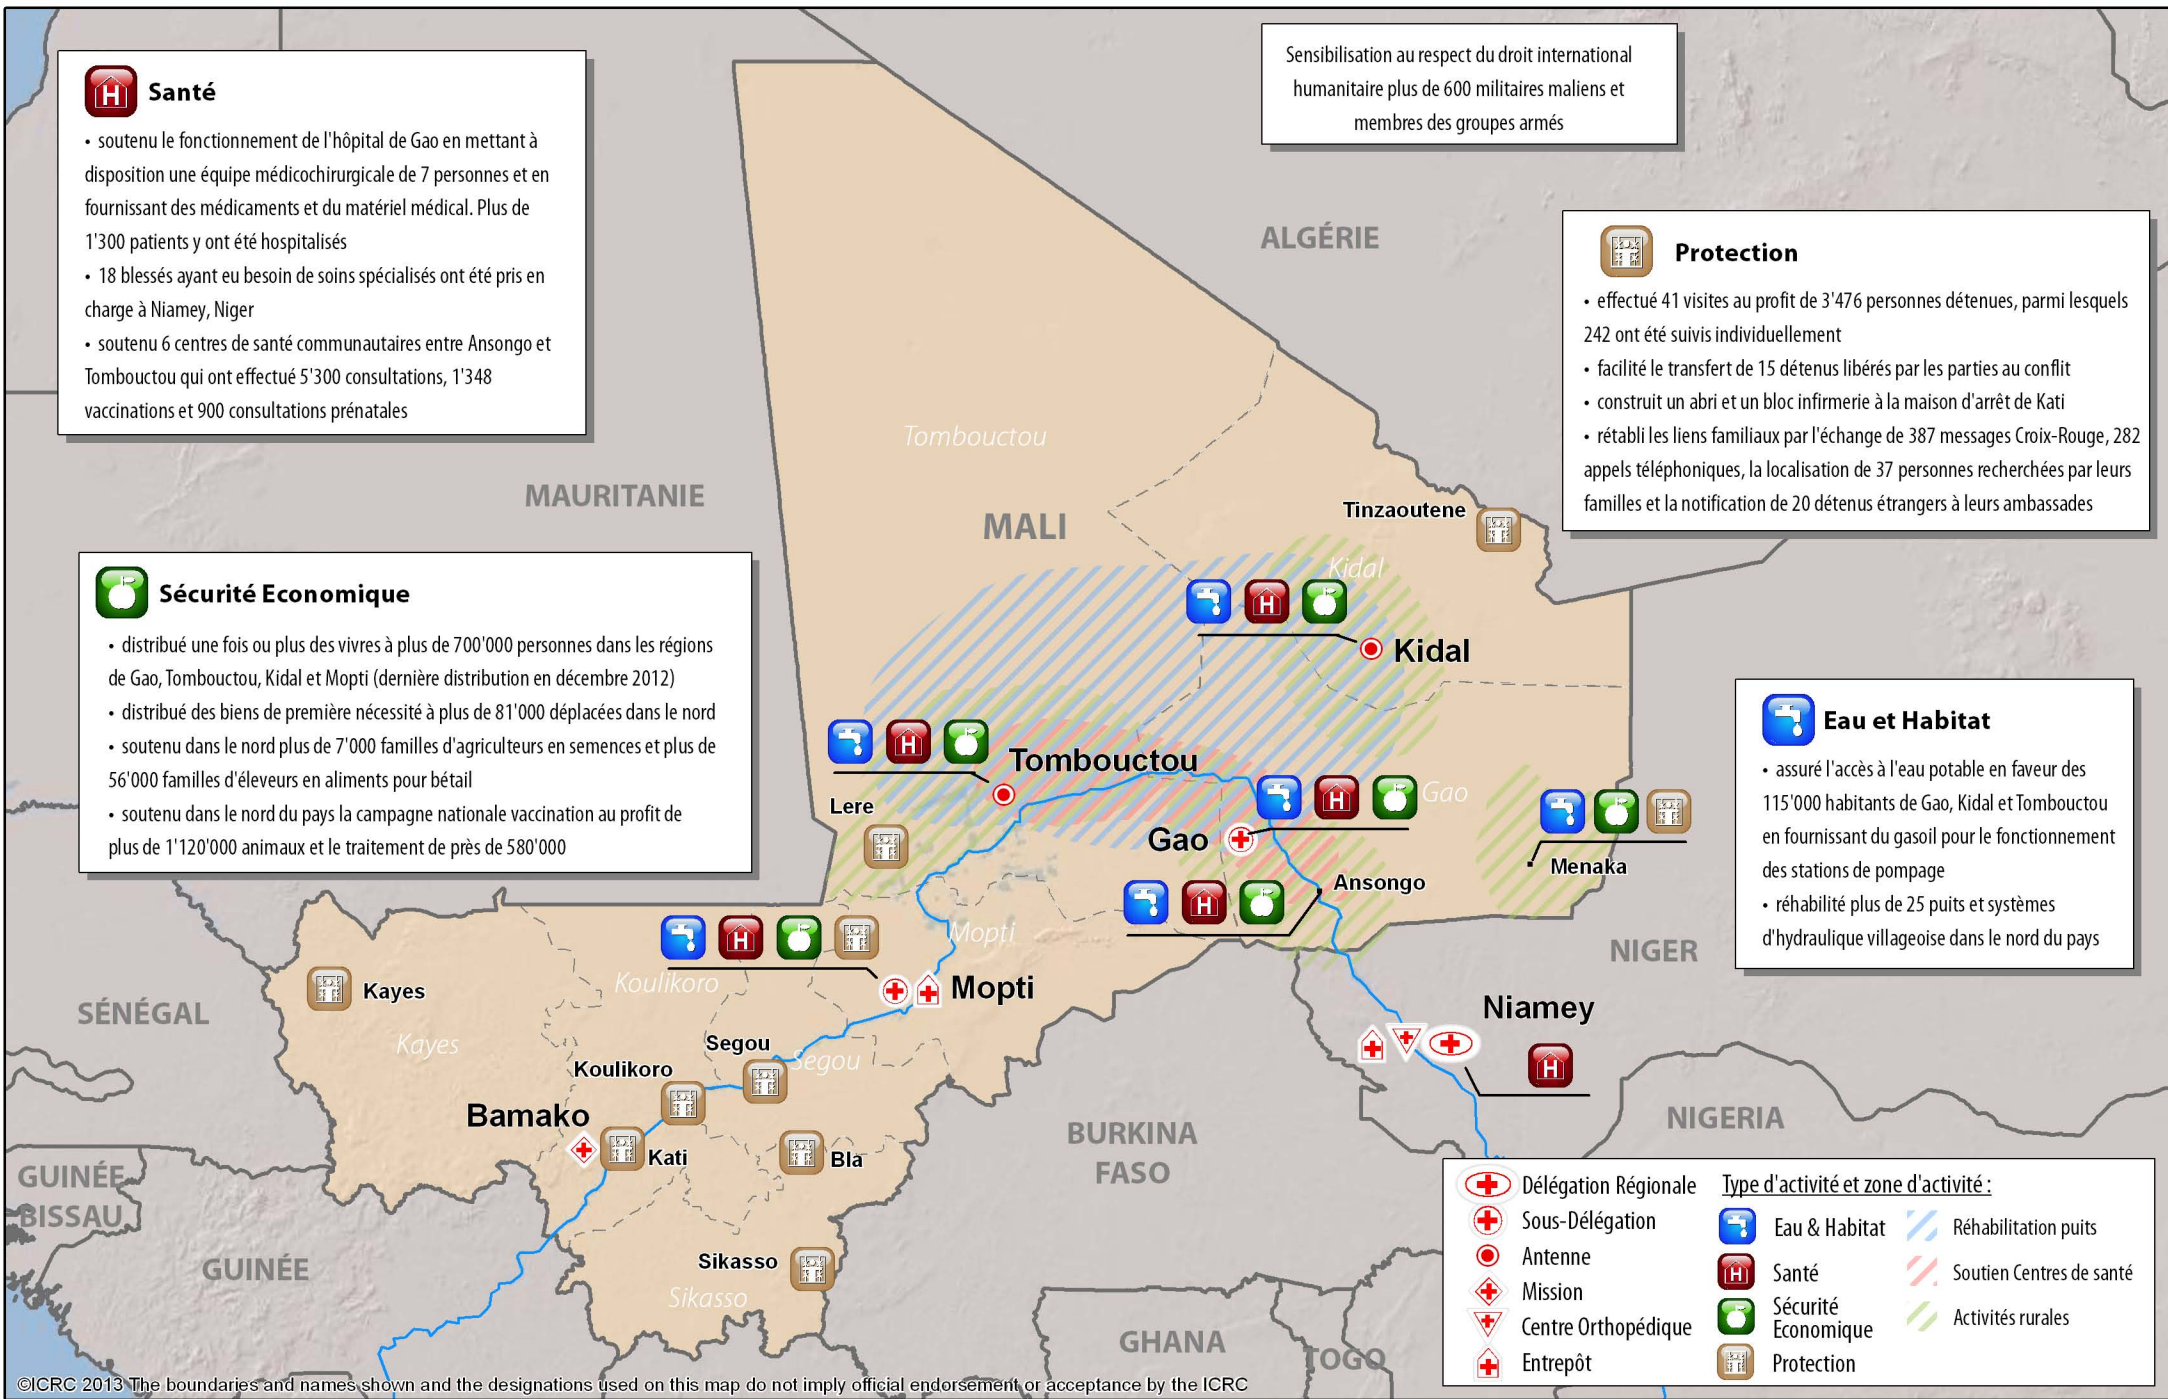 Santé
• soutenu le fonctionnement de l'hôpital de Gao en mettant à
disposition une équipe médicochirurgicale de 7 personnes et en
fournissant des médicaments et du matériel médical. Plus de
1'300 patients y ont été hospitalisés
• 18 blessés ayant eu besoin de soins spécialisés ont été pris en
charge à Niamey, Niger
• soutenu 6 centres de santé communautaires entre Ansongo et
Tombouctou qui ont effectué 5'300 consultations, 1'348
vaccinations et 900 consultations prénatales
Sensibilisation au respect du droit international
humanitaire plus de 600 militaires maliens et
membres des groupes armés
Protection
• effectué 41 visites au profit de 3'476 personnes détenues, parmi lesquels
242 ont été suivis individuellement
• facilité le transfert de 15 détenus libérés par les parties au conflit
• construit un abri et un bloc infirmerie à la maison d'arrêt de Kati
• rétabli les liens familiaux par l'échange de 387 messages Croix-Rouge, 282
appels téléphoniques, la localisation de 37 personnes recherchées par leurs
familles et la notification de 20 détenus étrangers à leurs ambassades
Sécurité Economique
• distribué une fois ou plus des vivres à plus de 700'000 personnes dans les régions
de Gao, Tombouctou, Kidal et Mopti (dernière distribution en décembre 2012)
• distribué des biens de première nécessité à plus de 81'000 déplacées dans le nord
• soutenu dans le nord plus de 7'000 familles d'agriculteurs en semences et plus de
56'000 familles d'éleveurs en aliments pour bétail
• soutenu dans le nord du pays la campagne nationale vaccination au profit de
plus de 1'120'000 animaux et le traitement de près de 580'000
Eau et Habitat
• assuré l'accès à l'eau potable en faveur des
115'000 habitants de Gao, Kidal et Tombouctou
en fournissant du gasoil pour le fonctionnement
des stations de pompage
• réhabilité plus de 25 puits et systèmes
d'hydraulique villageoise dans le nord du pays
ALGÉRIE
Tombouctou
MAURITANIE
MALI
Tinzaoutene
Kidal
Kidal
Tombouctou
Lere
Gao
Gao
Menaka
Ansongo
Mopti
NIGER
Koulikoro
Kayes
Mopti
SÉNÉGAL
Niamey
Kayes
Segou
Segou
Koulikoro
Bamako
NIGERIA
BURKINA
FASO
Kati
Bla
GUINÉE
BISSAU
Sikasso
GUINÉE
Sikasso
GHANA
TOGO
Délégation Régionale
Sous-Délégation
Antenne
Mission
Centre Orthopédique
Entrepôt
Type d'activité et zone d'activité :
Eau & Habitat
Santé
Sécurité
Economique
Protection
Réhabilitation puits
Soutien Centres de santé
Activités rurales
©ICRC 2013 The boundaries and names shown and the designations used on this map do not imply official endorsement or acceptance by the ICRC